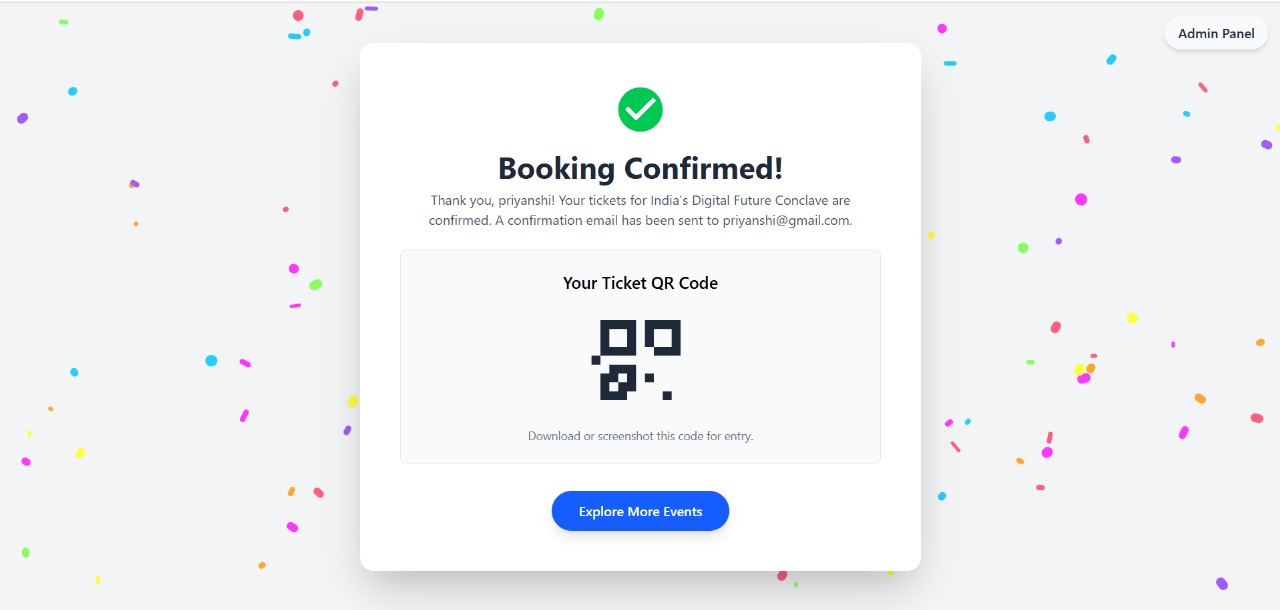 Admin Panel
Booking Confirmed!
Thank you, priyanshi! Your tickets for India's Digital Future Conclave are
confirmed. A confirmation email has been sent to priyanshi@gmail.com.
Your Ticket QR Code
Download or screenshot this code for entry.
Explore More Events